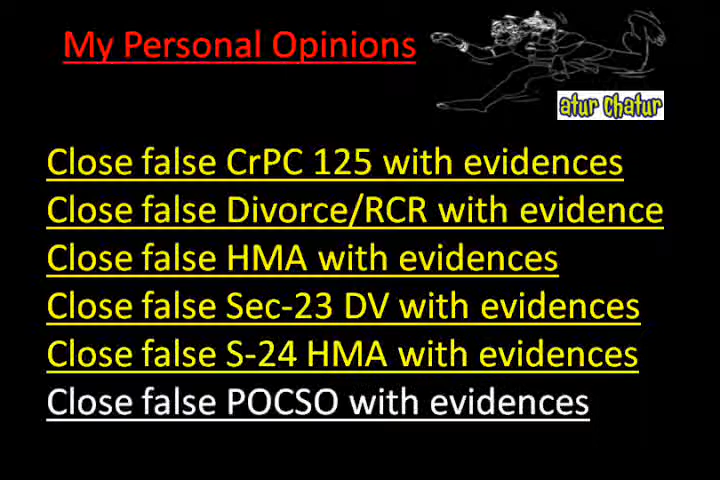 My Personal Opinions
atur chatur
Close false CrPC 125 with evidences
Close false Divorce/RCR with evidence
Close false HMA with evidences
Close false Sec-23 DV with evidences
Close false S-24 HMA with evidences
Close false POCSO with evidences